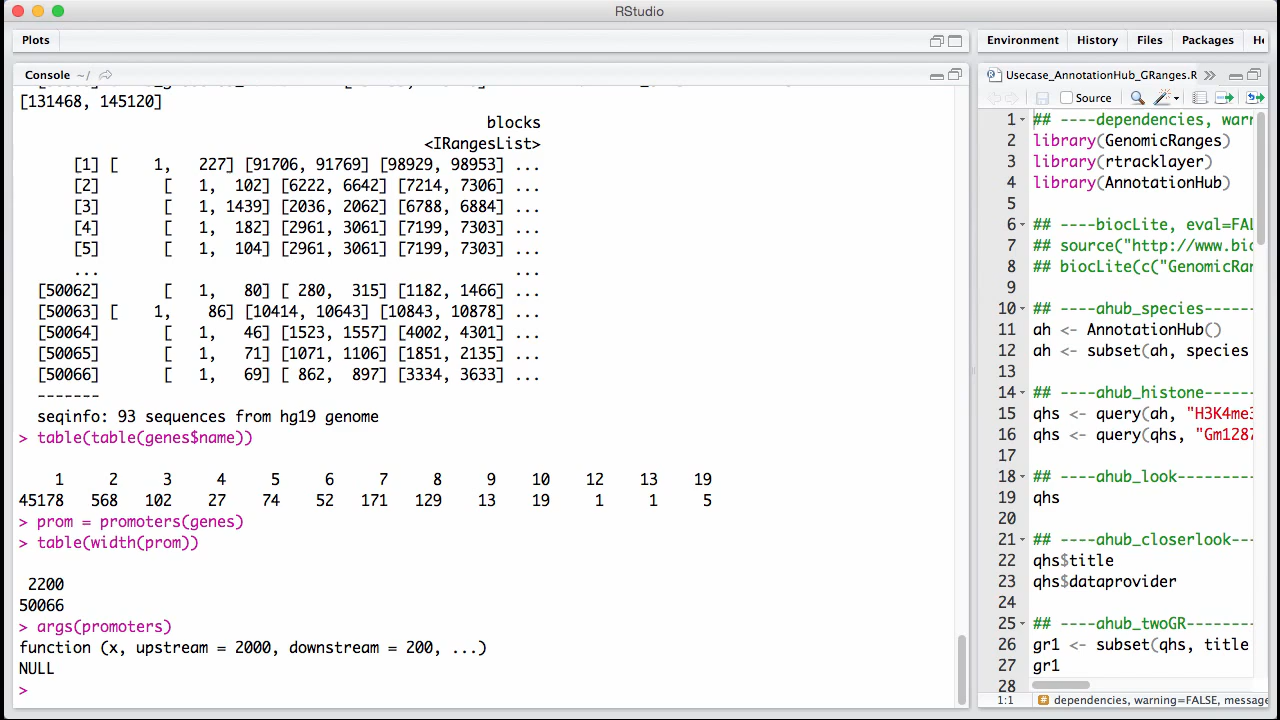 RStudio
Plots
Console ~/
[131468, 145120]
blocks
<IRangesList>
[1] [ 1, 227] [91706, 91769] [98929, 98953] ...
[2] [ 1, 102] [6222, 6642] [7214, 7306] ...
[3] [ 1, 1439] [2036, 2062] [6788, 6884] ...
[4] [ 1, 182] [2961, 3061] [7199, 7303] ...
[5] [ 1, 104] [2961, 3061] [7199, 7303] ...
... ...
[50062] [ 1, 80] [ 280, 315] [1182, 1466] ...
[50063] [ 1, 86] [10414, 10643] [10843, 10878] ...
[50064] [ 1, 46] [1523, 1557] [4002, 4301] ...
[50065] [ 1, 71] [1071, 1106] [1851, 2135] ...
[50066] [ 1, 69] [ 862, 897] [3334, 3633] ...
-------
seqinfo: 93 sequences from hg19 genome
> table(table(genes$name))
1 2 3 4 5 6 7 8 9 10 12 13 19
45178 568 102 27 74 52 171 129 13 19 1 1 5
> prom = promoters(genes)
> table(width(prom))
2200
50066
> args(promoters)
function (x, upstream = 2000, downstream = 200, ...)
NULL
>
Environment History Files Packages He
Usecase_AnnotationHub_GRanges.R
Source
1 ## ----dependencies, warn
2 library(GenomicRanges)
3 library(rtracklayer)
4 library(AnnotationHub)
5
6 ## ----biocLite, eval=FAL
7 ## source("http://www.bio
8 ## biocLite(c("GenomicRan
9
10 ## ----ahub_species------
11 ah <- AnnotationHub()
12 ah <- subset(ah, species
13
14 ## ----ahub_histone------
15 qhs <- query(ah, "H3K4me3
16 qhs <- query(qhs, "Gm1287
17
18 ## ----ahub_look---------
19 qhs
20
21 ## ----ahub_closerlook---
22 qhs$title
23 qhs$dataprovider
24
25 ## ----ahub_twoGR--------
26 gr1 <- subset(qhs, title
27 gr1
28
1:1 dependencies, warning=FALSE, message